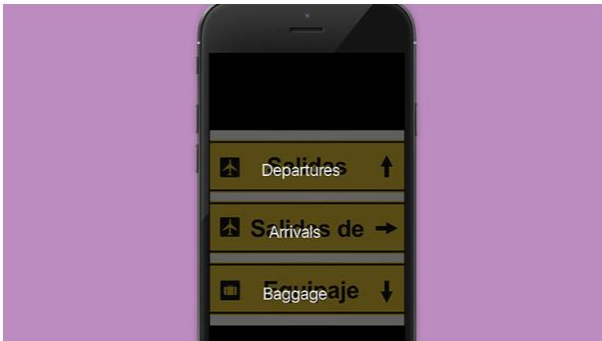 Salidas
Departures
Salidas de
Arrivals
Equipaje
Baggage